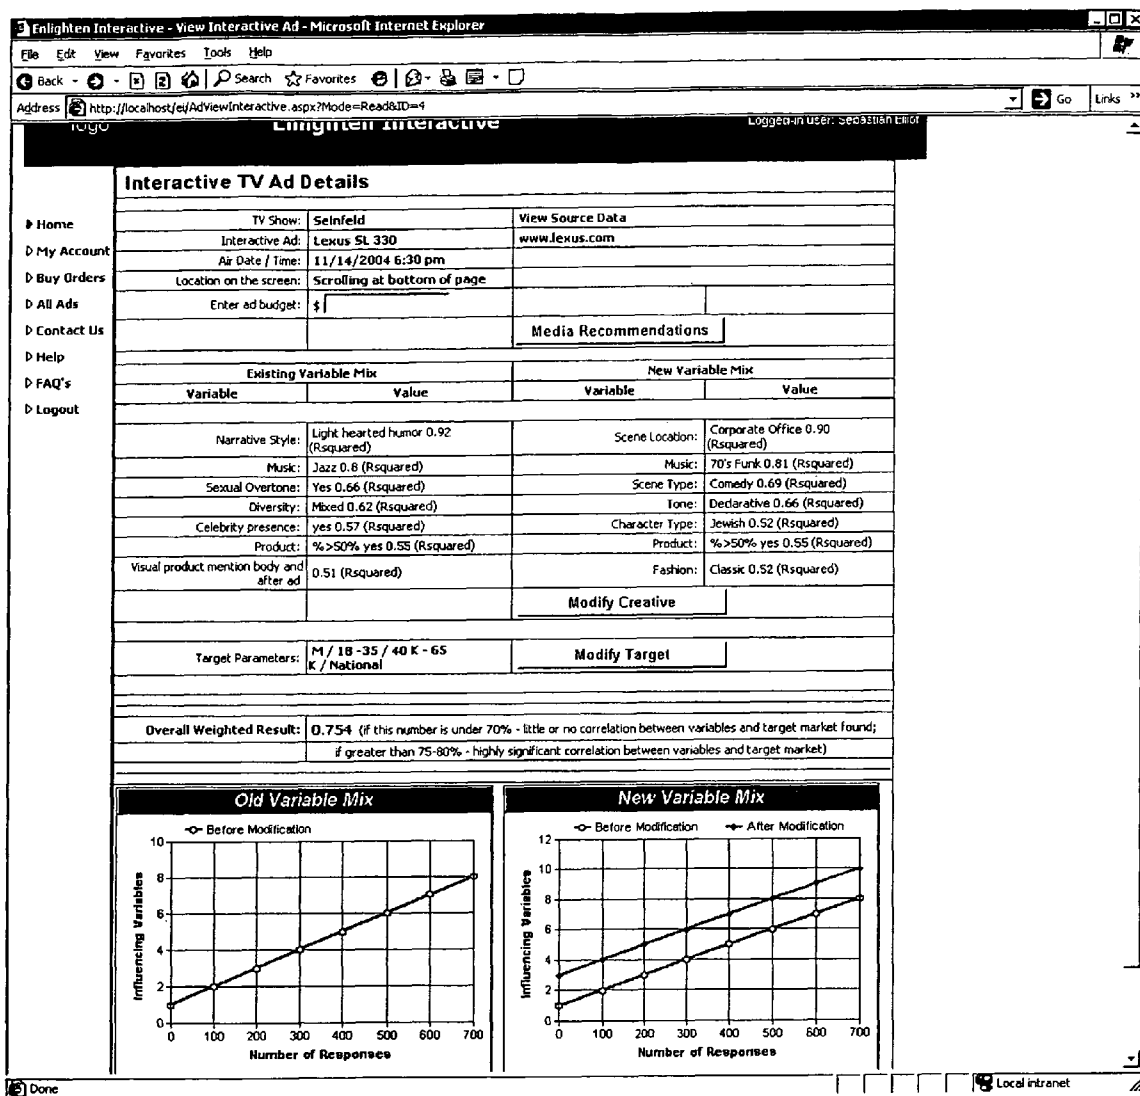 Enlighten Interactive - View Interactive Ad - Microsoft Internet Explorer
File Edit View Favorites Tools Help
Back Search Favorites
Address http://localhost/ei/AdViewInteractive.aspx?Mode=Read&ID=4 Go Links »
logo Enlighten Interactive Logged-in user: Sebastian Elliot
Interactive TV Ad Details
Home
My Account
Buy Orders
All Ads
Contact Us
Help
FAQ's
Logout
TV Show: Seinfeld View Source Data
Interactive Ad: Lexus SL 330 www.lexus.com
Air Date / Time: 11/14/2004 6:30 pm
Location on the screen: Scrolling at bottom of page
Enter ad budget: $
Media Recommendations
Existing Variable Mix New Variable Mix
Variable Value Variable Value
Narrative Style: Light hearted humor 0.92 (Rsquared) Scene Location: Corporate Office 0.90 (Rsquared)
Music: Jazz 0.8 (Rsquared) Music: 70's Funk 0.81 (Rsquared)
Sexual Overtone: Yes 0.66 (Rsquared) Scene Type: Comedy 0.69 (Rsquared)
Diversity: Mixed 0.62 (Rsquared) Tone: Declarative 0.66 (Rsquared)
Celebrity presence: yes 0.57 (Rsquared) Character Type: Jewish 0.52 (Rsquared)
Product: %>50% yes 0.55 (Rsquared) Product: %>50% yes 0.55 (Rsquared)
Visual product mention body and after ad 0.51 (Rsquared) Fashion: Classic 0.52 (Rsquared)
Modify Creative
Target Parameters: M / 18 -35 / 40 K - 65 K / National Modify Target
Overall Weighted Result: 0.754 (if this number is under 70% - little or no correlation between variables and target market found;
if greater than 75-80% - highly significant correlation between variables and target market)
Old Variable Mix
Before Modification
Influencing Variables
10
8
6
4
2
0
0 100 200 300 400 500 600 700
Number of Responses
New Variable Mix
Before Modification After Modification
Influencing Variables
12
10
8
6
4
2
0
0 100 200 300 400 500 600 700
Number of Responses
Done Local intranet